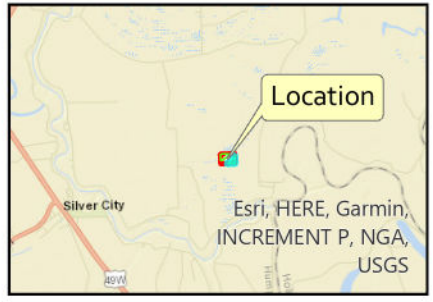 Location
Silver City
Esri, HERE, Garmin,
INCREMENT P, NGA,
USGS
49W